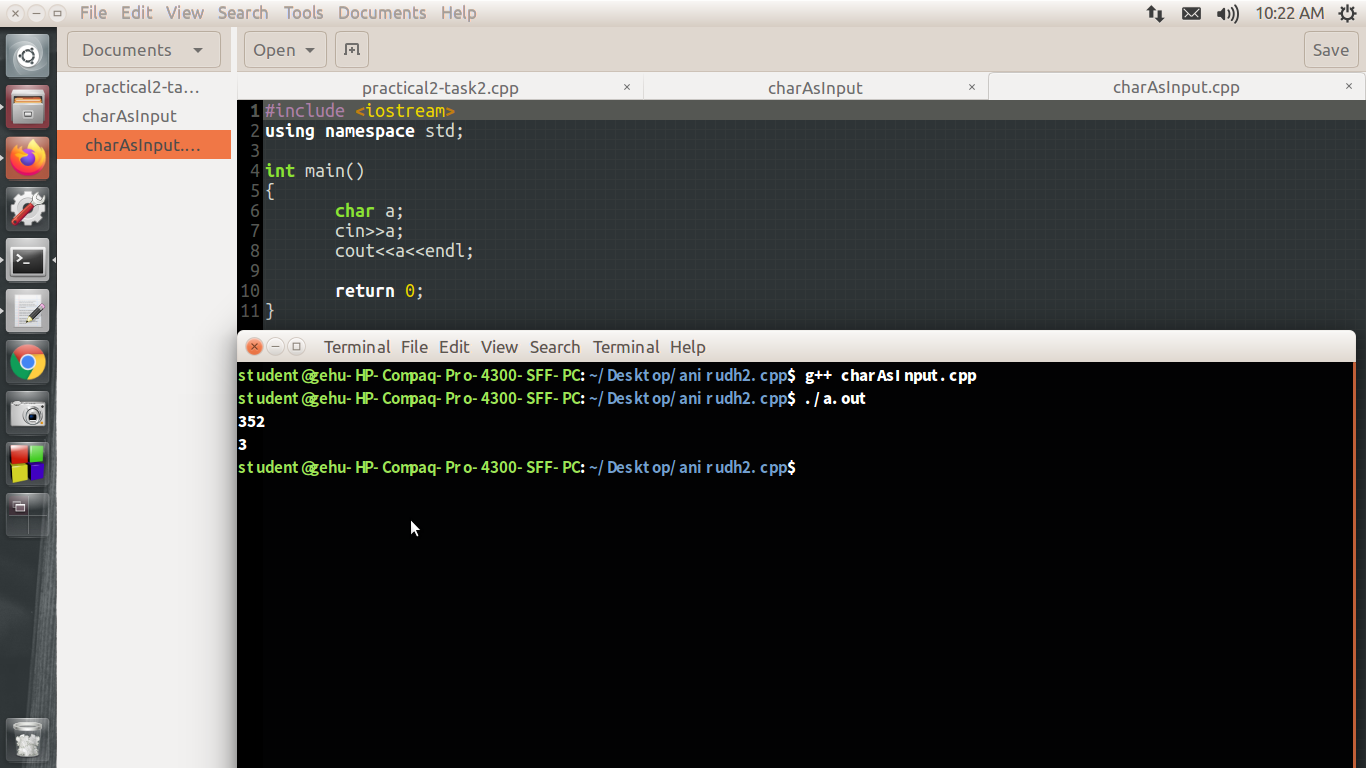 File Edit View Search Tools Documents Help
10:22 AM
Documents
Open
Save
practical2-ta...
charAsInput
charAsInput....
practical2-task2.cpp × charAsInput × charAsInput.cpp ×
1 #include <iostream>
2 using namespace std;
3
4 int main()
5 {
6 char a;
7 cin>>a;
8 cout<<a<<endl;
9
10 return 0;
11 }
Terminal File Edit View Search Terminal Help
student@gehu-HP-Compaq-Pro-4300-SFF-PC:~/Desktop/anirudh2.cpp$ g++ charAsInput.cpp
student@gehu-HP-Compaq-Pro-4300-SFF-PC:~/Desktop/anirudh2.cpp$ ./a.out
352
3
student@gehu-HP-Compaq-Pro-4300-SFF-PC:~/Desktop/anirudh2.cpp$